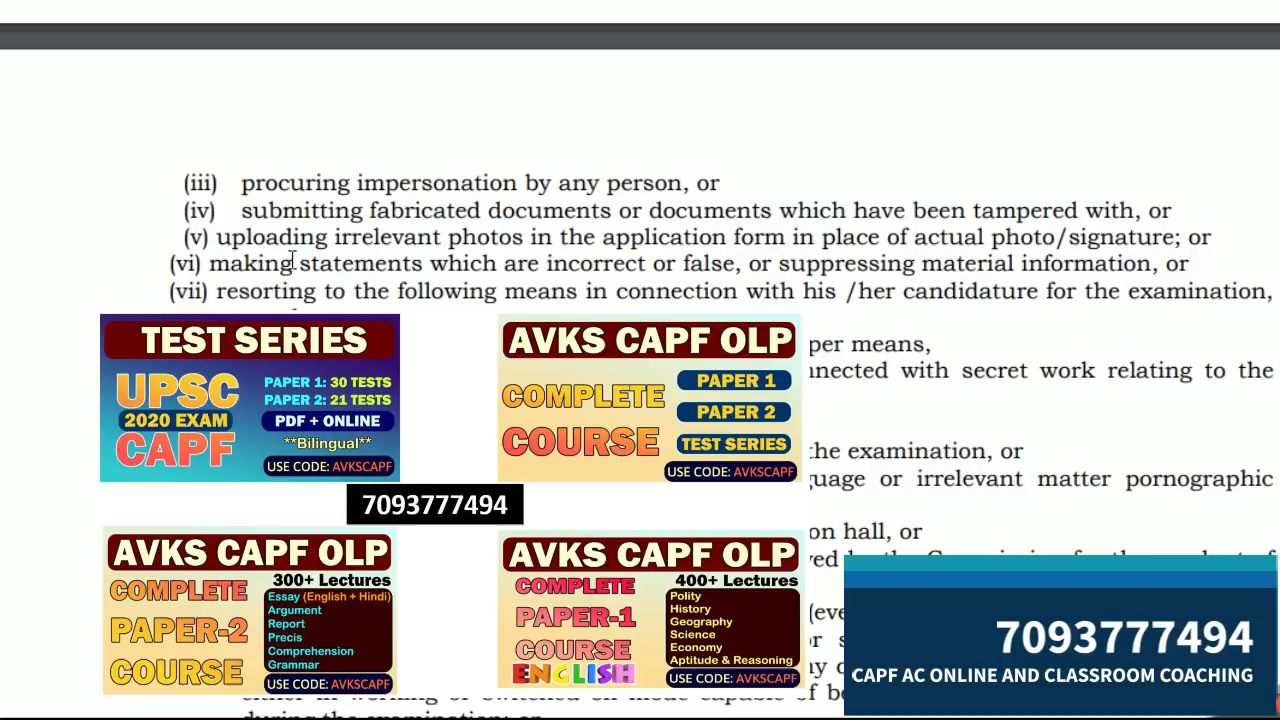 (iii) procuring impersonation by any person, or
(iv) submitting fabricated documents or documents which have been tampered with, or
(v) uploading irrelevant photos in the application form in place of actual photo/signature; or
(vi) making statements which are incorrect or false, or suppressing material information, or
(vii) resorting to the following means in connection with his /her candidature for the examination,
per means,
nnected with secret work relating to the
the examination, or
guage or irrelevant matter pornographic
on hall, or
TEST SERIES
UPSC
2020 EXAM
CAPF
PAPER 1: 30 TESTS
PAPER 2: 21 TESTS
PDF + ONLINE
**Bilingual**
USE CODE: AVKSCAPF
AVKS CAPF OLP
COMPLETE
COURSE
PAPER 1
PAPER 2
TEST SERIES
USE CODE: AVKSCAPF
7093777494
AVKS CAPF OLP
COMPLETE
PAPER-2
COURSE
300+ Lectures
Essay (English + Hindi)
Argument
Report
Precis
Comprehension
Grammar
USE CODE: AVKSCAPF
AVKS CAPF OLP
COMPLETE
PAPER-1
COURSE
ENGLISH
400+ Lectures
Polity
History
Geography
Science
Economy
Aptitude & Reasoning
USE CODE: AVKSCAPF
7093777494
CAPF AC ONLINE AND CLASSROOM COACHING